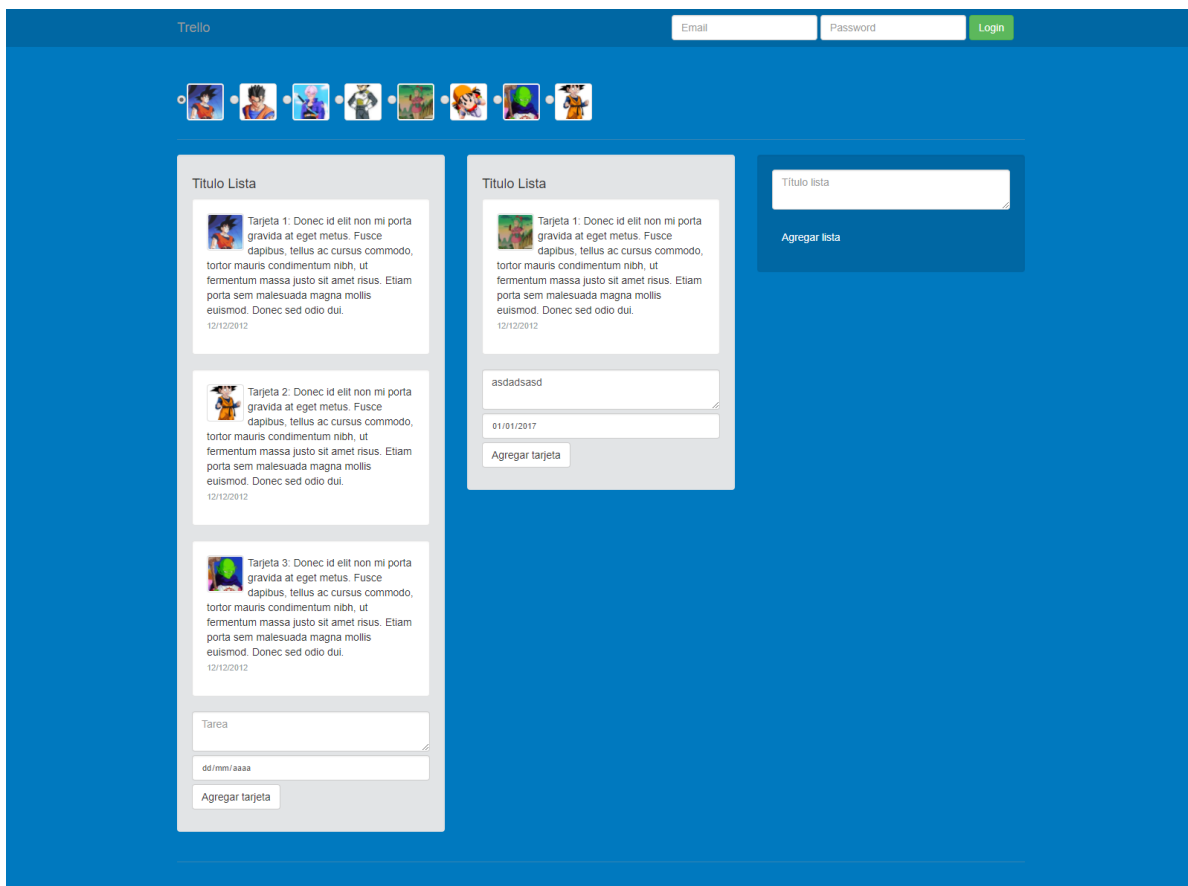 Trello
Email
Password
Login
Titulo Lista
Tarjeta 1: Donec id elit non mi porta
gravida at eget metus. Fusce
dapibus, tellus ac cursus commodo,
tortor mauris condimentum nibh, ut
fermentum massa justo sit amet risus. Etiam
porta sem malesuada magna mollis
euismod. Donec sed odio dui.
12/12/2012
Tarjeta 2: Donec id elit non mi porta
gravida at eget metus. Fusce
dapibus, tellus ac cursus commodo,
tortor mauris condimentum nibh, ut
fermentum massa justo sit amet risus. Etiam
porta sem malesuada magna mollis
euismod. Donec sed odio dui.
12/12/2012
Tarjeta 3: Donec id elit non mi porta
gravida at eget metus. Fusce
dapibus, tellus ac cursus commodo,
tortor mauris condimentum nibh, ut
fermentum massa justo sit amet risus. Etiam
porta sem malesuada magna mollis
euismod. Donec sed odio dui.
12/12/2012
Tarea
dd/mm/aaaa
Agregar tarjeta
Titulo Lista
Tarjeta 1: Donec id elit non mi porta
gravida at eget metus. Fusce
dapibus, tellus ac cursus commodo,
tortor mauris condimentum nibh, ut
fermentum massa justo sit amet risus. Etiam
porta sem malesuada magna mollis
euismod. Donec sed odio dui.
12/12/2012
asdadsasd
01/01/2017
Agregar tarjeta
Título lista
Agregar lista